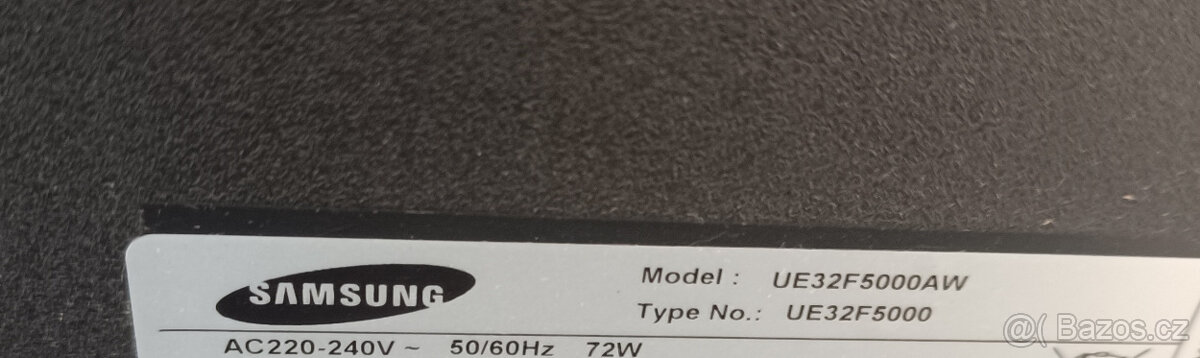 SAMSUNG
Model : UE32F5000AW
Type No.: UE32F5000
AC220-240V ~ 50/60Hz 72W
@( Bazos.cz